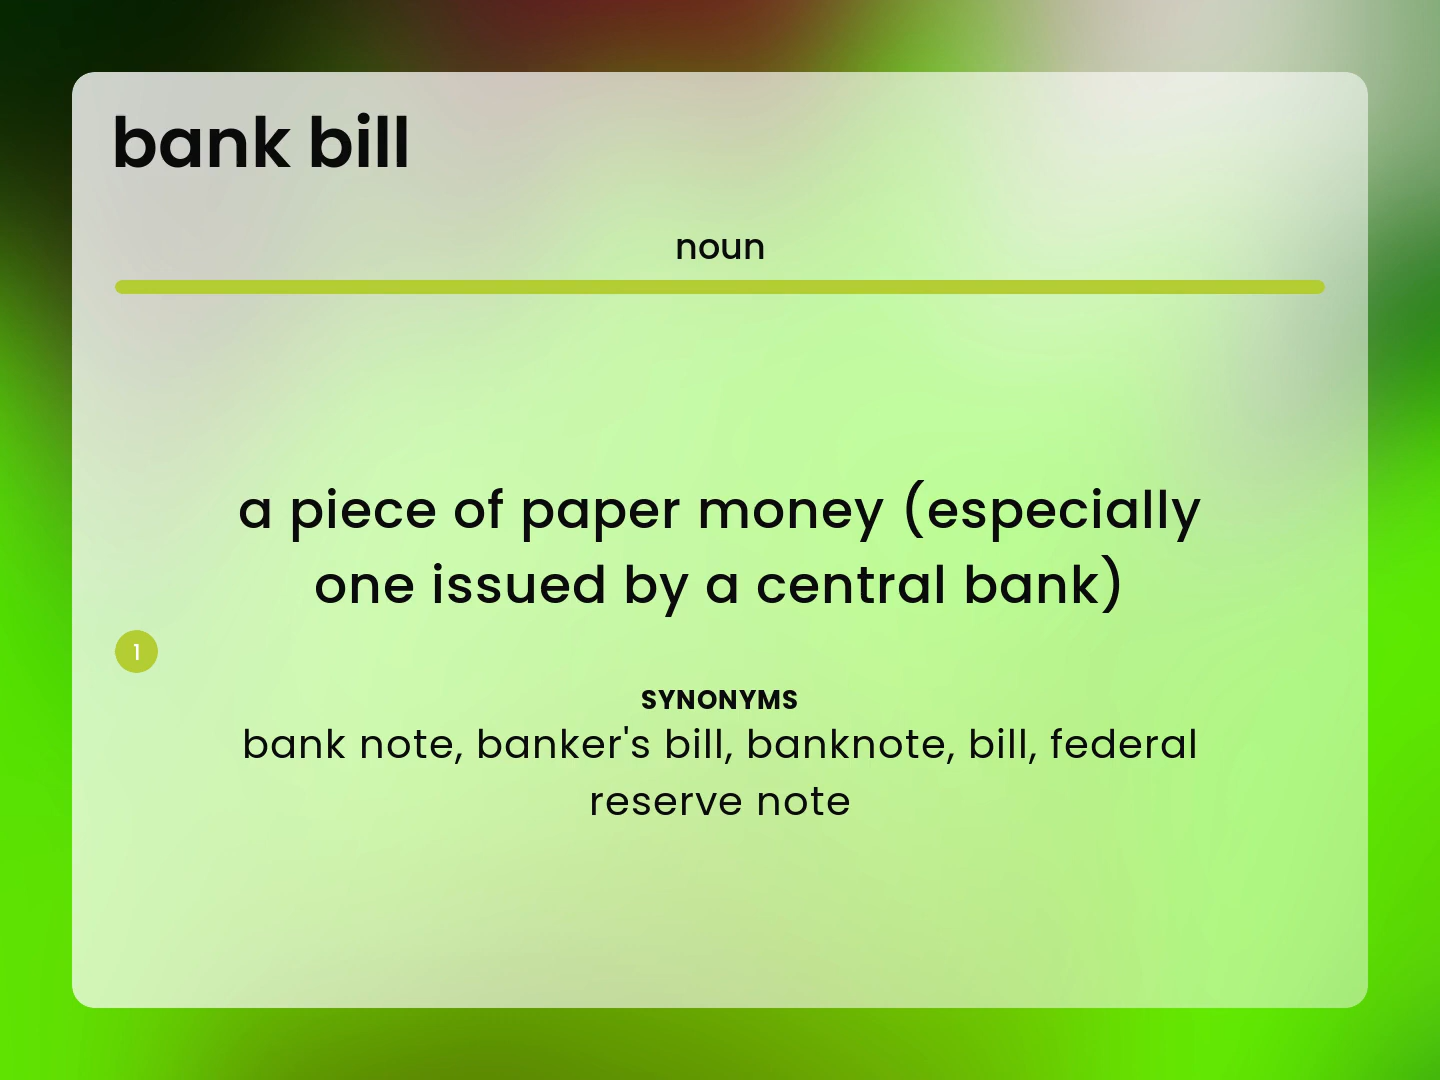 bank bill
noun
a piece of paper money (especially
one issued by a central bank)
1
SYNONYMS
bank note, banker's bill, banknote, bill, federal
reserve note